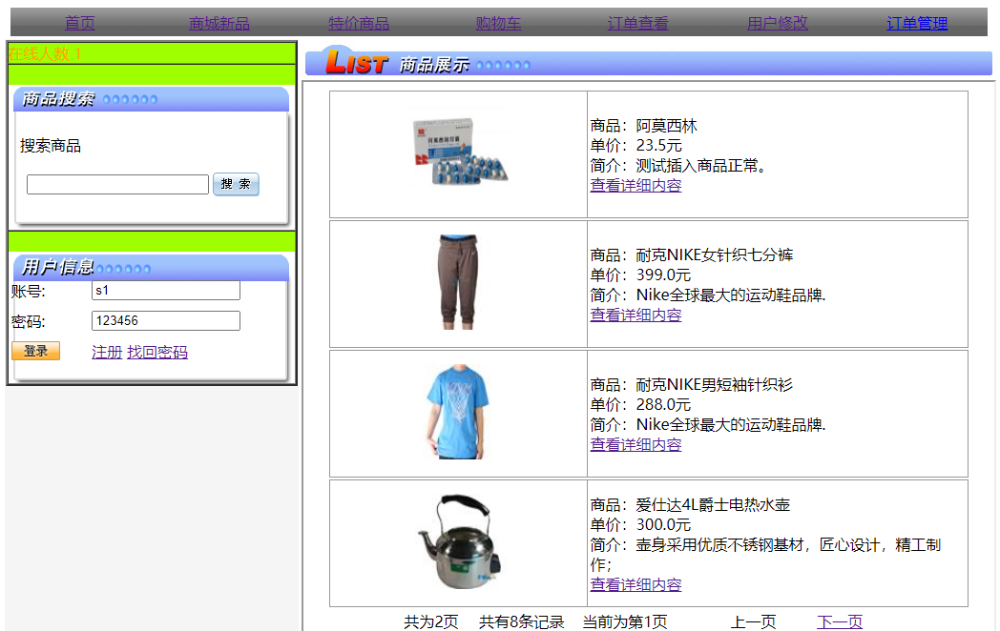 首页 商城新品 特价商品 购物车 订单查看 用户修改 订单管理
在线人数 1
商品搜索
搜索商品
搜 索
用户信息
账号: s1
密码: 123456
登录 注册 找回密码
LIST 商品展示
商品：阿莫西林
单价：23.5元
简介：测试插入商品正常。
查看详细内容
商品：耐克NIKE女针织七分裤
单价：399.0元
简介：Nike全球最大的运动鞋品牌.
查看详细内容
商品：耐克NIKE男短袖针织衫
单价：288.0元
简介：Nike全球最大的运动鞋品牌.
查看详细内容
商品：爱仕达4L爵士电热水壶
单价：300.0元
简介：壶身采用优质不锈钢基材，匠心设计，精工制
作；
查看详细内容
共为2页 共有8条记录 当前为第1页 上一页 下一页